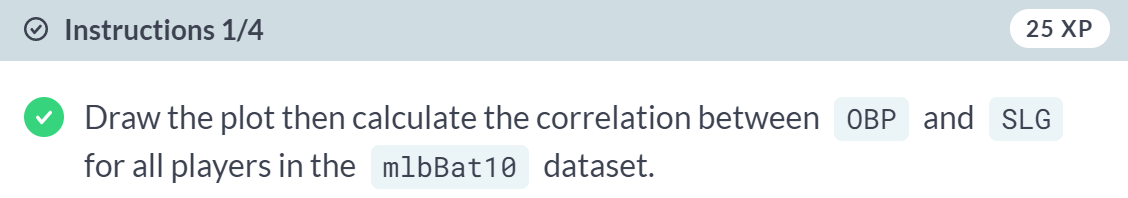 Instructions 1/4 25 XP
Draw the plot then calculate the correlation between OBP and SLG
for all players in the mlbBat10 dataset.